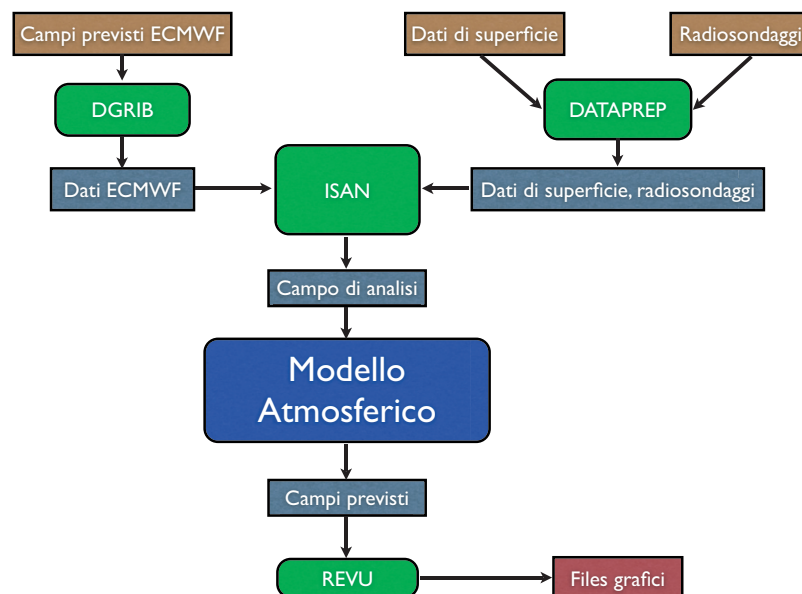 Campi previsti ECMWF
Dati di superficie
Radiosondaggi
DGRIB
DATAPREP
Dati ECMWF
ISAN
Dati di superficie, radiosondaggi
Campo di analisi
Modello
Atmosferico
Campi previsti
REVU
Files grafici